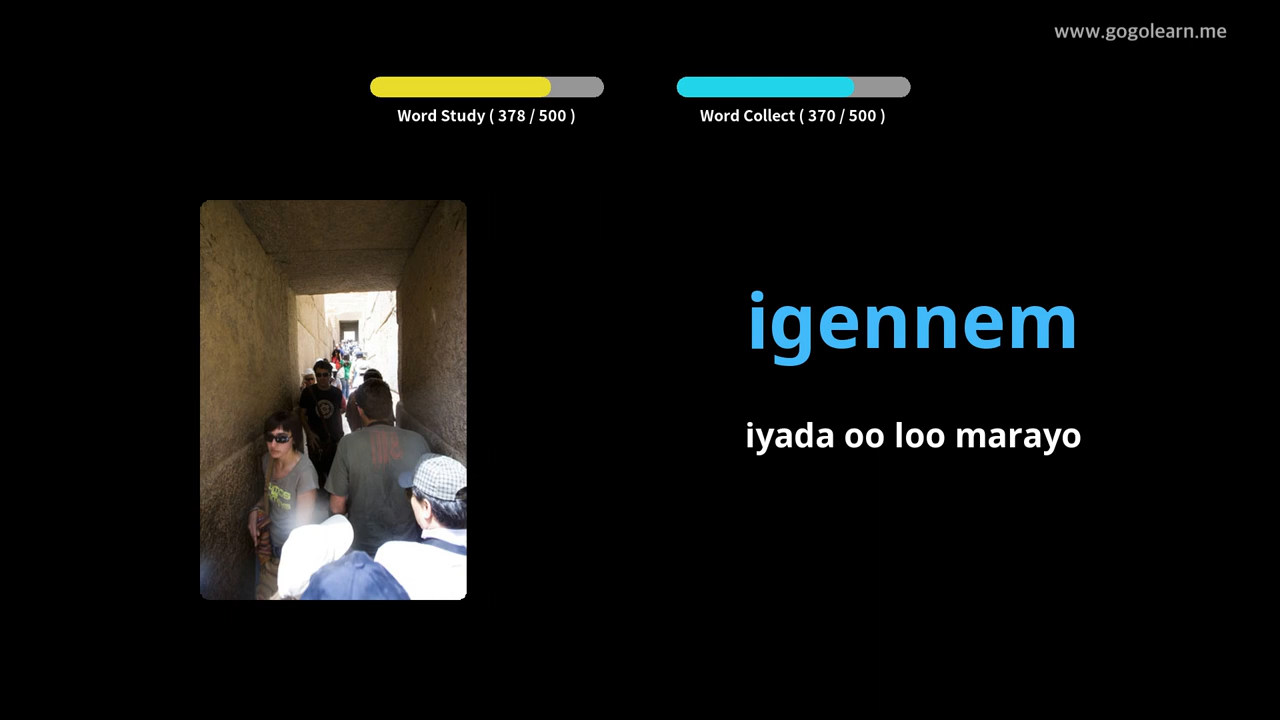 www.gogolearn.me
Word Study ( 378 / 500 )
Word Collect ( 370 / 500 )
igennem
iyada oo loo marayo